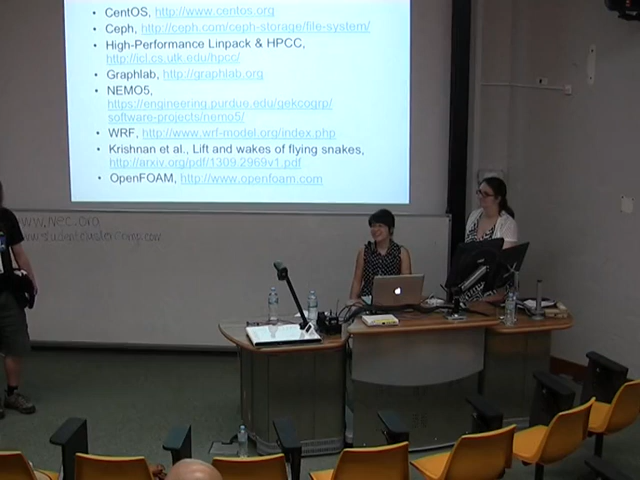 • CentOS, http://www.centos.org
• Ceph, http://ceph.com/ceph-storage/file-system/
• High-Performance Linpack & HPCC,
http://icl.cs.utk.edu/hpcc/
• Graphlab, http://graphlab.org
• NEMO5,
https://engineering.purdue.edu/gekcogrp/
software-projects/nemo5/
• WRF, http://www.wrf-model.org/index.php
• Krishnan et al., Lift and wakes of flying snakes,
http://arxiv.org/pdf/1309.2969v1.pdf
• OpenFOAM, http://www.openfoam.com